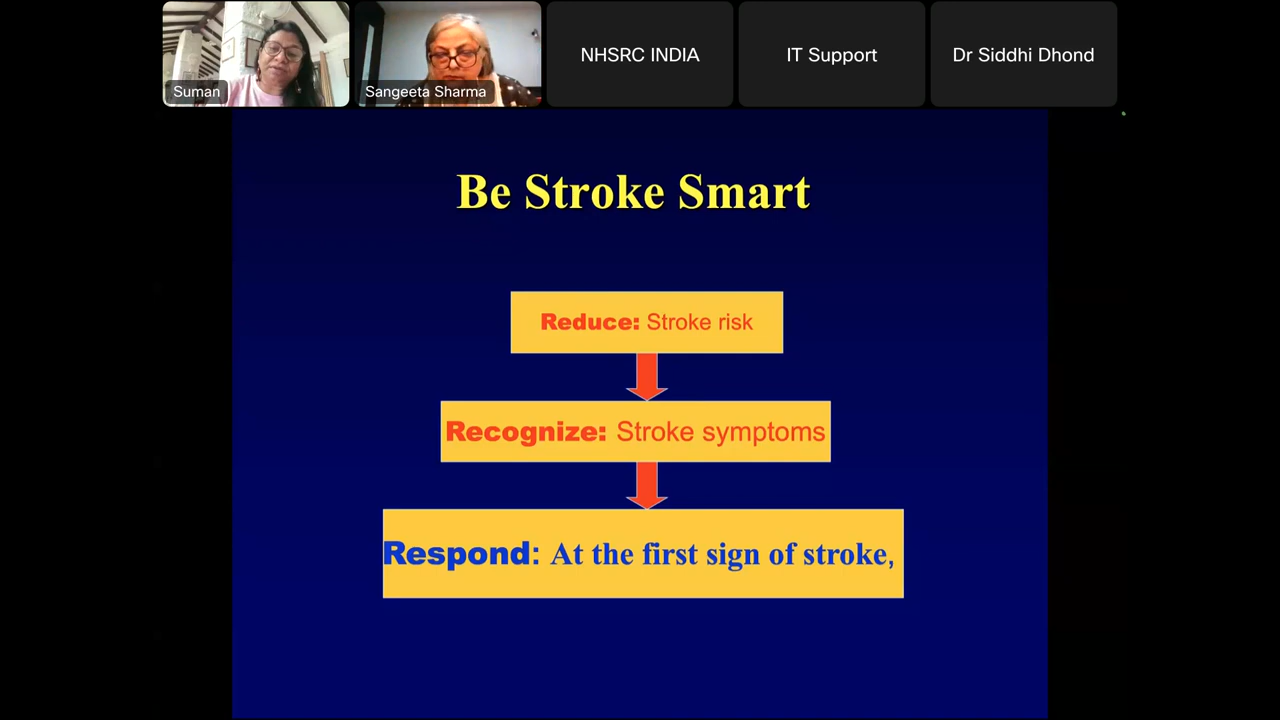 Suman
Sangeeta Sharma
NHSRC INDIA
IT Support
Dr Siddhi Dhond
Be Stroke Smart
Reduce: Stroke risk
Recognize: Stroke symptoms
Respond: At the first sign of stroke,